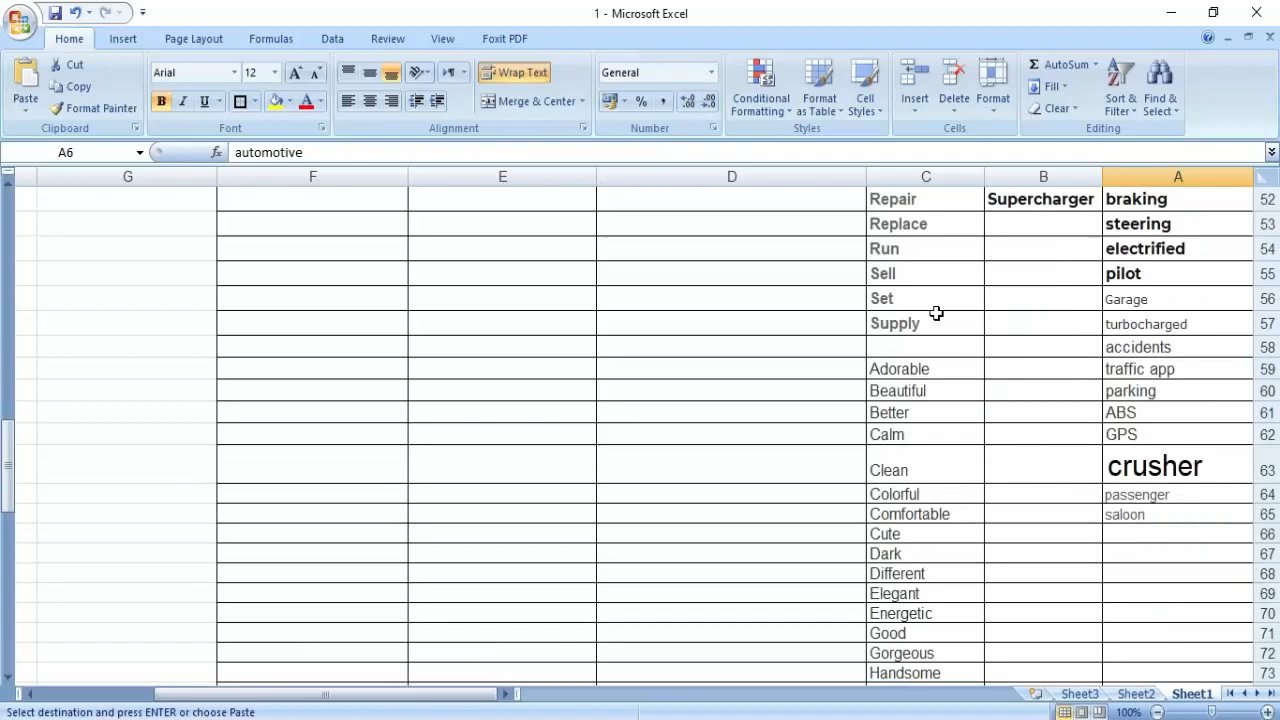 1 - Microsoft Excel
Home Insert Page Layout Formulas Data Review View Foxit PDF
Paste
Cut
Copy
Format Painter
Clipboard
Arial 12
B I U
Font
Wrap Text
Merge & Center
Alignment
General
Number
Conditional Formatting
Format as Table
Cell Styles
Styles
Insert Delete Format
Cells
AutoSum
Fill
Clear
Sort & Filter
Find & Select
Editing
A6 fx automotive
G F E D C B A
Repair Supercharger braking 52
Replace steering 53
Run electrified 54
Sell pilot 55
Set Garage 56
Supply turbocharged 57
accidents 58
Adorable traffic app 59
Beautiful parking 60
Better ABS 61
Calm GPS 62
Clean crusher 63
Colorful passenger 64
Comfortable saloon 65
Cute 66
Dark 67
Different 68
Elegant 69
Energetic 70
Good 71
Gorgeous 72
Handsome 73
Sheet3 Sheet2 Sheet1
Select destination and press ENTER or choose Paste 100%